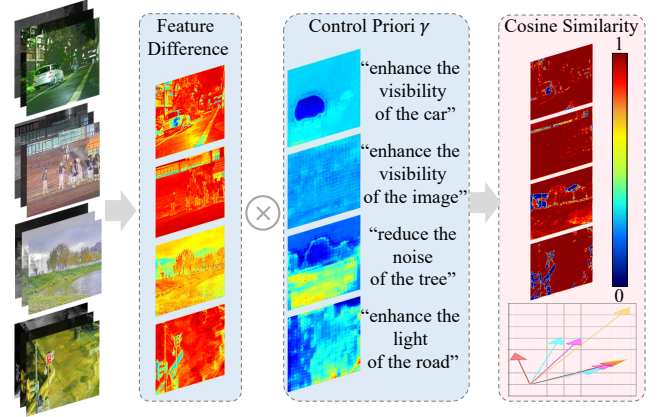 Feature
Difference
Control Priori γ
Cosine Similarity
1
“enhance the
visibility
of the car”
“enhance the
visibility
of the image”
“reduce the
noise
of the tree”
“enhance the
light
of the road”
0